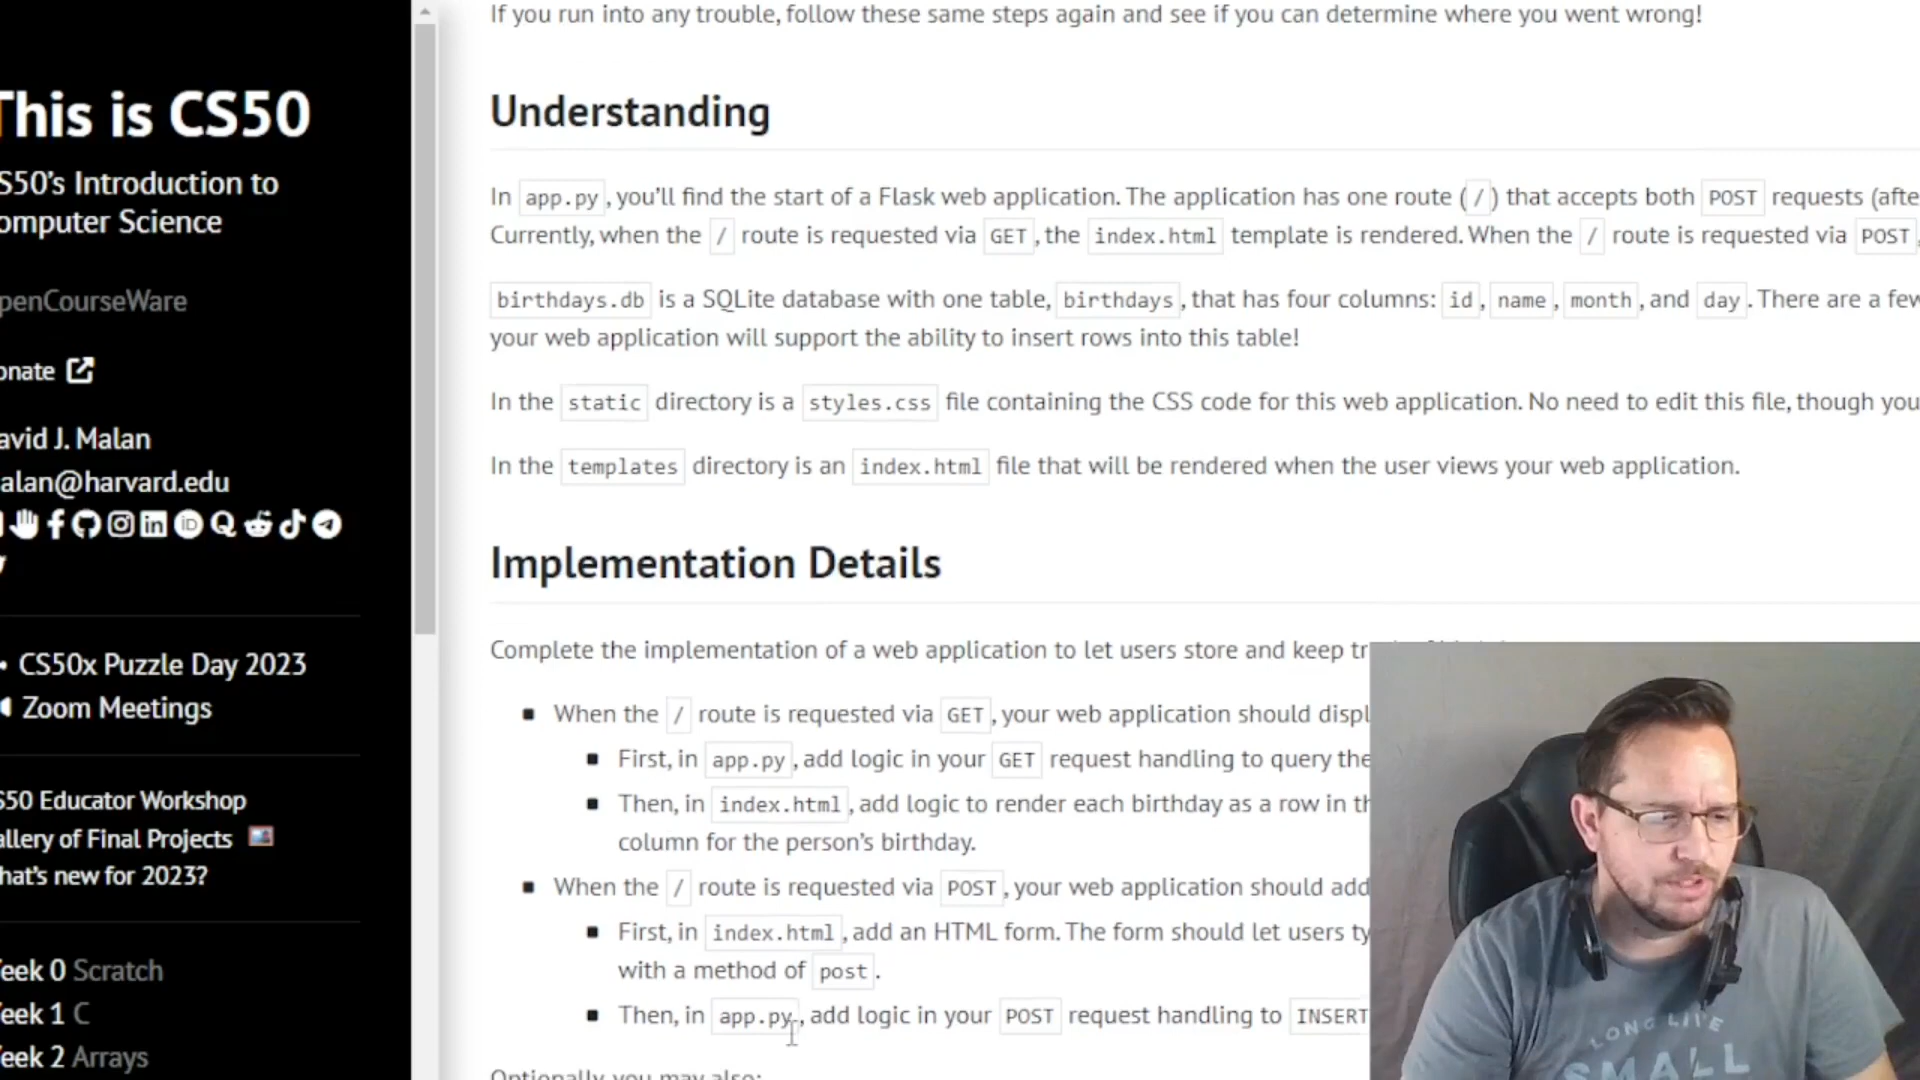 If you run into any trouble, follow these same steps again and see if you can determine where you went wrong!
This is CS50
S50's Introduction to
omputer Science
penCourseWare
onate
avid J. Malan
alan@harvard.edu
CS50x Puzzle Day 2023
Zoom Meetings
S50 Educator Workshop
allery of Final Projects
hat's new for 2023?
eek 0 Scratch
eek 1 C
eek 2 Arrays
Understanding
In app.py, you'll find the start of a Flask web application. The application has one route (/) that accepts both POST requests (afte
Currently, when the / route is requested via GET, the index.html template is rendered. When the / route is requested via POST,
birthdays.db is a SQLite database with one table, birthdays, that has four columns: id, name, month, and day. There are a few
your web application will support the ability to insert rows into this table!
In the static directory is a styles.css file containing the CSS code for this web application. No need to edit this file, though you
In the templates directory is an index.html file that will be rendered when the user views your web application.
Implementation Details
Complete the implementation of a web application to let users store and keep tr
When the / route is requested via GET, your web application should displ
First, in app.py, add logic in your GET request handling to query the
Then, in index.html, add logic to render each birthday as a row in th
column for the person's birthday.
When the / route is requested via POST, your web application should add
First, in index.html, add an HTML form. The form should let users ty
with a method of post.
Then, in app.py, add logic in your POST request handling to INSERT
Optionally, you may also:
LONG LIVE
SMALL